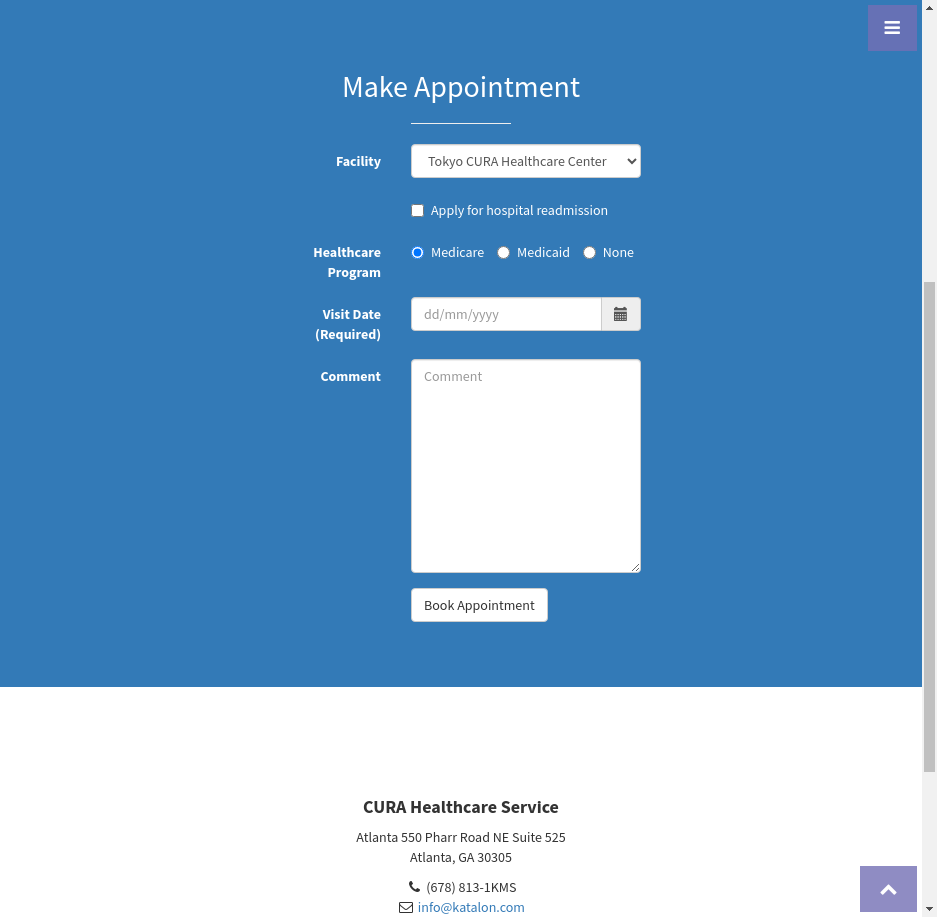 Make Appointment
Facility
Tokyo CURA Healthcare Center
Apply for hospital readmission
Healthcare
Program
Medicare Medicaid None
Visit Date
(Required)
dd/mm/yyyy
Comment
Comment
Book Appointment
CURA Healthcare Service
Atlanta 550 Pharr Road NE Suite 525
Atlanta, GA 30305
(678) 813-1KMS
info@katalon.com